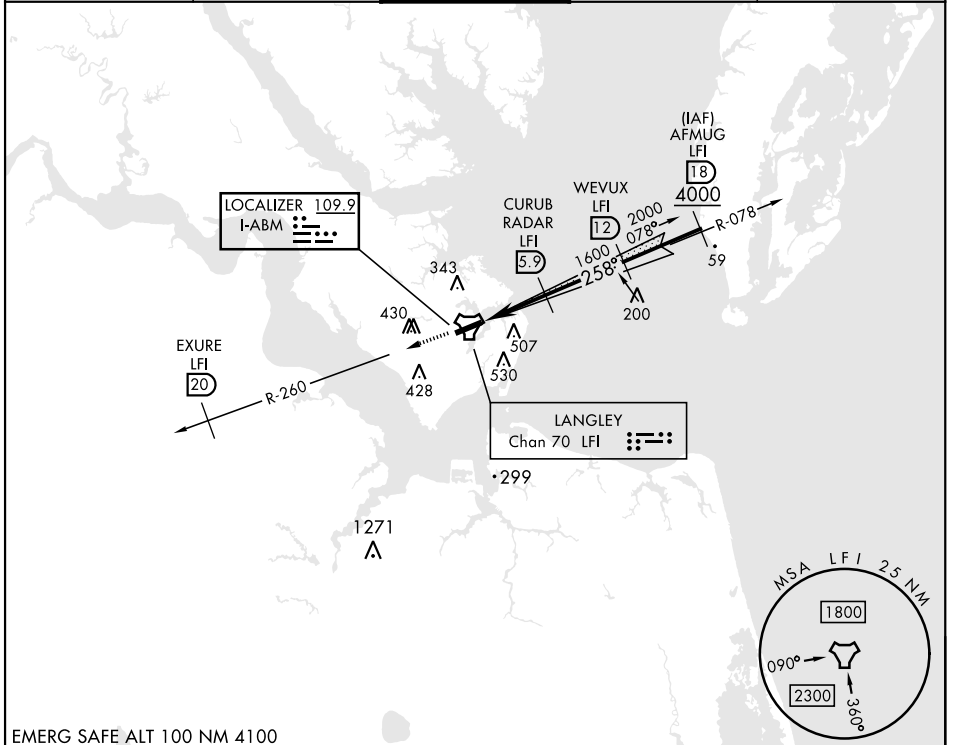 (IAF)
AFMUG
LFI
18
4000
WEVUX
LFI
12
2000
078°
R-078
CURUB
RADAR
LFI
5.9
1600
258°
59
200
LOCALIZER 109.9
I-ABM
343
430
507
530
428
EXURE
LFI
20
R-260
LANGLEY
Chan 70 LFI
299
1271
MSA LFI 25 NM
1800
090°
2300
360°
EMERG SAFE ALT 100 NM 4100